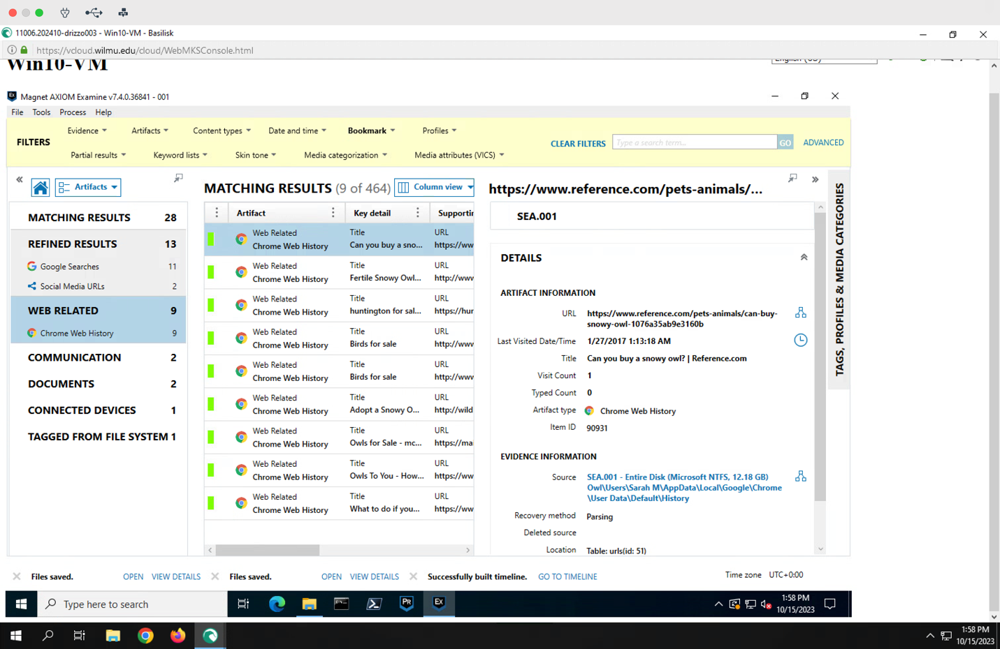 11006.202410-drizzo003 - Win10-VM - Basilisk
https://vcloud.wilmu.edu/cloud/WebMKSConsole.html
Win10-VM
English (US)
Magnet AXIOM Examine v7.4.0.36841 - 001
File Tools Process Help
FILTERS
Evidence Artifacts Content types Date and time Bookmark Profiles
Partial results Keyword lists Skin tone Media categorization Media attributes (VICS)
CLEAR FILTERS Type a search term... GO ADVANCED
Artifacts
MATCHING RESULTS 28
REFINED RESULTS 13
Google Searches 11
Social Media URLs 2
WEB RELATED 9
Chrome Web History 9
COMMUNICATION 2
DOCUMENTS 2
CONNECTED DEVICES 1
TAGGED FROM FILE SYSTEM 1
MATCHING RESULTS (9 of 464) Column view
Artifact Key detail Supportin
Web Related Title URL
Chrome Web History Can you buy a sno... https://ww
Web Related Title URL
Chrome Web History Fertile Snowy Owl... http://www
Web Related Title URL
Chrome Web History huntington for sal... https://hur
Web Related Title URL
Chrome Web History Birds for sale http://www
Web Related Title URL
Chrome Web History Birds for sale http://www
Web Related Title URL
Chrome Web History Adopt a Snowy O... http://wild
Web Related Title URL
Chrome Web History Owls for Sale - mc... https://mar
Web Related Title URL
Chrome Web History Owls To You - How... https://ww
Web Related Title URL
Chrome Web History What to do if you... https://ww
https://www.reference.com/pets-animals/...
SEA.001
DETAILS
ARTIFACT INFORMATION
URL https://www.reference.com/pets-animals/can-buy-
snowy-owl-1076a35ab9e3160b
Last Visited Date/Time 1/27/2017 1:13:18 AM
Title Can you buy a snowy owl? | Reference.com
Visit Count 1
Typed Count 0
Artifact type Chrome Web History
Item ID 90931
EVIDENCE INFORMATION
Source SEA.001 - Entire Disk (Microsoft NTFS, 12.18 GB)
Owl\Users\Sarah M\AppData\Local\Google\Chrome
\User Data\Default\History
Recovery method Parsing
Deleted source
Location Table: urls(id: 51)
TAGS, PROFILES & MEDIA CATEGORIES
Files saved. OPEN VIEW DETAILS Files saved. OPEN VIEW DETAILS Successfully built timeline. GO TO TIMELINE Time zone UTC+0:00
Type here to search PR EX
1:58 PM
10/15/2023
1:58 PM
10/15/2023